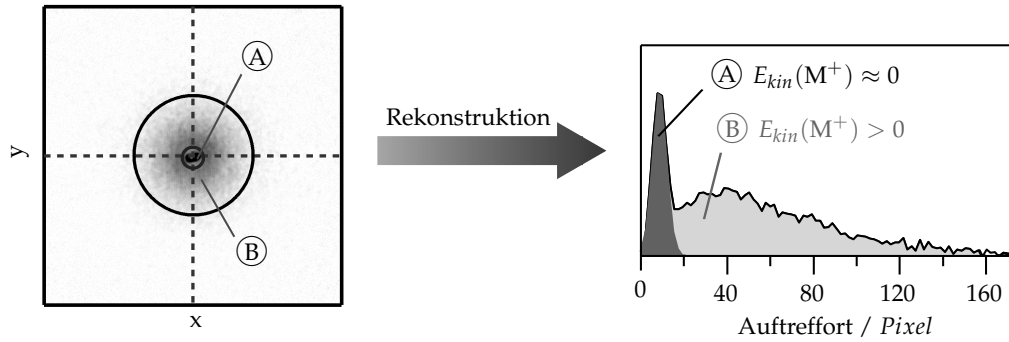 y
Ⓐ
Ⓑ
x
Rekonstruktion
Ⓐ E_kin(M⁺) ≈ 0
Ⓑ E_kin(M⁺) > 0
0 40 80 120 160
Auftreffort / Pixel